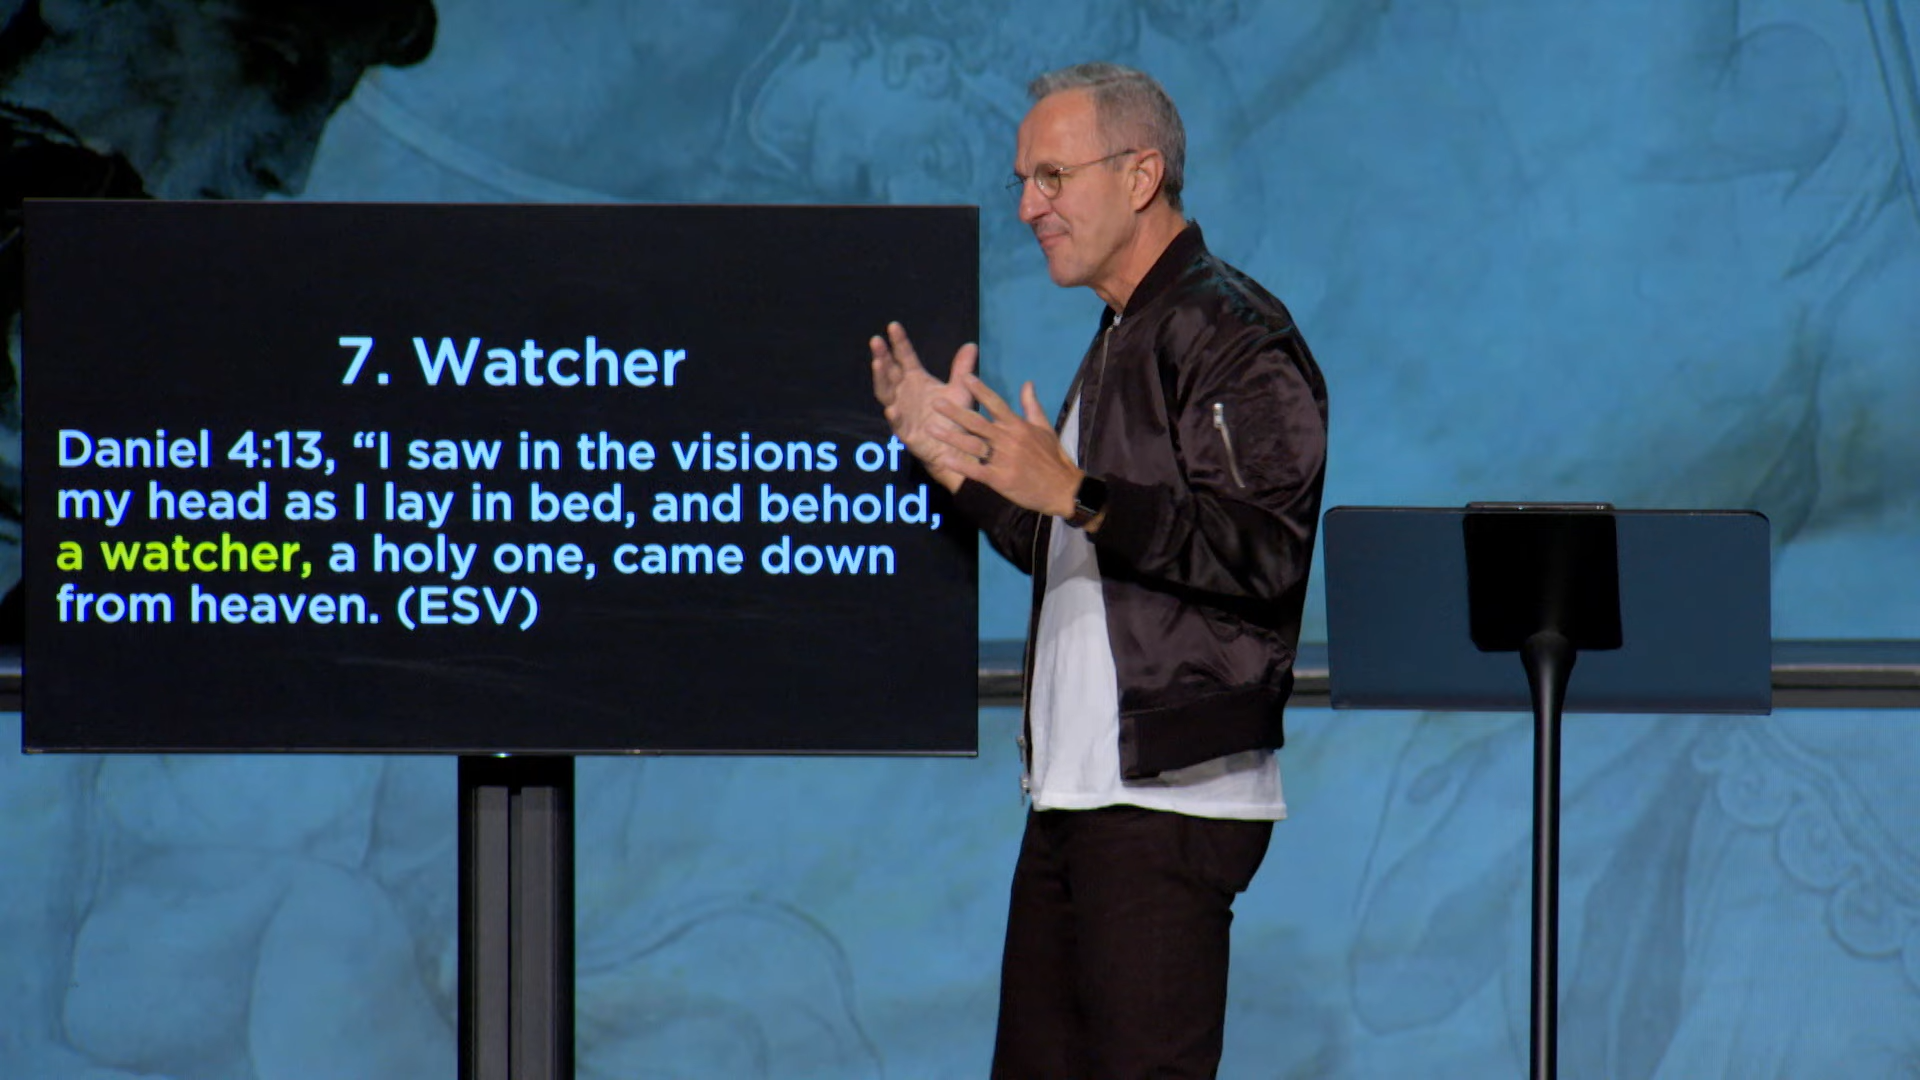 7. Watcher
Daniel 4:13, “I saw in the visions of
my head as I lay in bed, and behold,
a watcher, a holy one, came down
from heaven. (ESV)